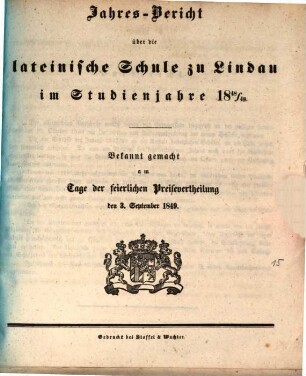 Jahres-Bericht
über die
lateinische Schule zu Lindau
im Studienjahre 18⁴⁸/₄₉.
Bekannt gemacht
am
Tage der feierlichen Preisevertheilung
den 3. September 1849.
15
Gedruckt bei Stoffel & Wachter.